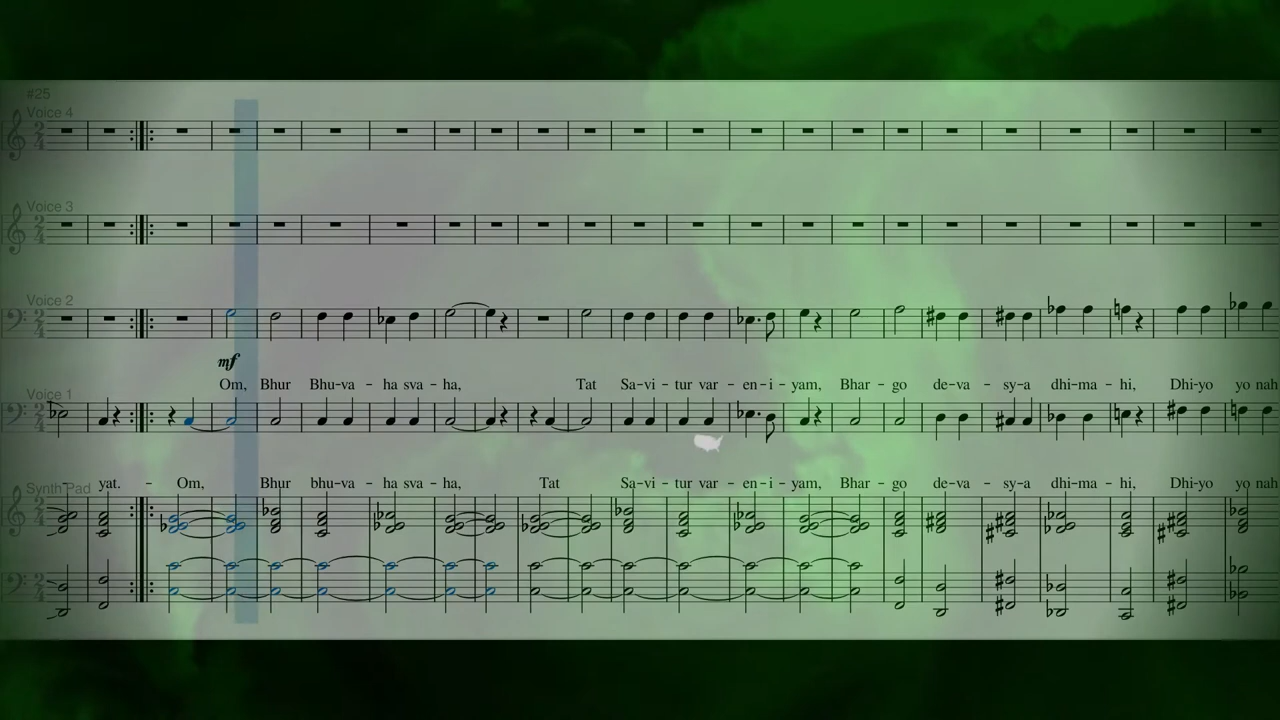 #25
Voice 4
Voice 3
Voice 2
mf
Om, Bhur Bhu-va - ha sva - ha, Tat Sa-vi - tur var - en-i - yam, Bhar - go de-va - sy-a dhi-ma - hi, Dhi-yo yo nah
Voice 1
- yat. - Om, Bhur bhu-va - ha sva - ha, Tat Sa-vi - tur var - en-i - yam, Bhar - go de-va - sy-a dhi-ma - hi, Dhi-yo yo nah
Synth Pad